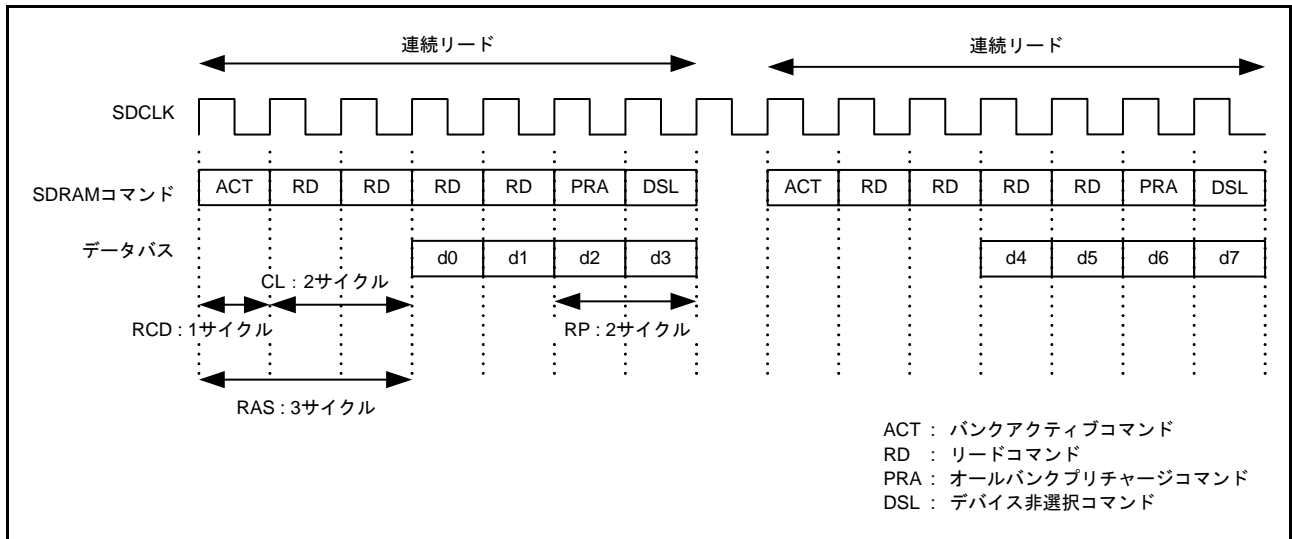 連続リード 連続リード
SDCLK
SDRAMコマンド ACT RD RD RD RD PRA DSL ACT RD RD RD RD PRA DSL
データバス d0 d1 d2 d3 d4 d5 d6 d7
CL : 2サイクル
RCD : 1サイクル RP : 2サイクル
RAS : 3サイクル
ACT : バンクアクティブコマンド
RD : リードコマンド
PRA : オールバンクプリチャージコマンド
DSL : デバイス非選択コマンド